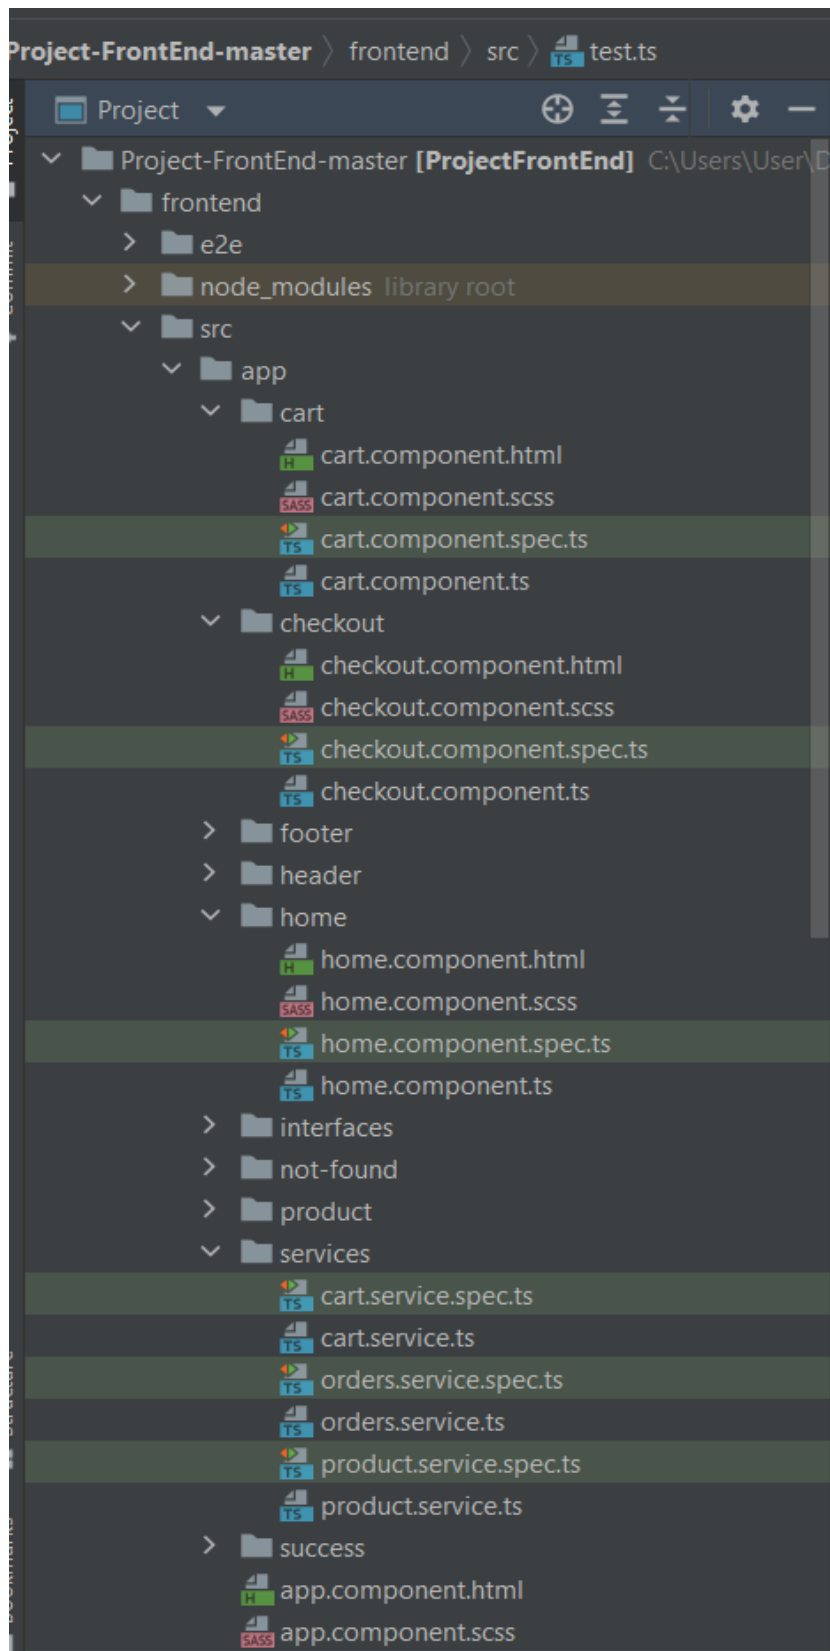 Project-FrontEnd-master 〉 frontend 〉 src 〉 test.ts
Project
Project-FrontEnd-master [ProjectFrontEnd] C:\Users\User\D
frontend
e2e
node_modules library root
src
app
cart
cart.component.html
cart.component.scss
cart.component.spec.ts
cart.component.ts
checkout
checkout.component.html
checkout.component.scss
checkout.component.spec.ts
checkout.component.ts
footer
header
home
home.component.html
home.component.scss
home.component.spec.ts
home.component.ts
interfaces
not-found
product
services
cart.service.spec.ts
cart.service.ts
orders.service.spec.ts
orders.service.ts
product.service.spec.ts
product.service.ts
success
app.component.html
app.component.scss